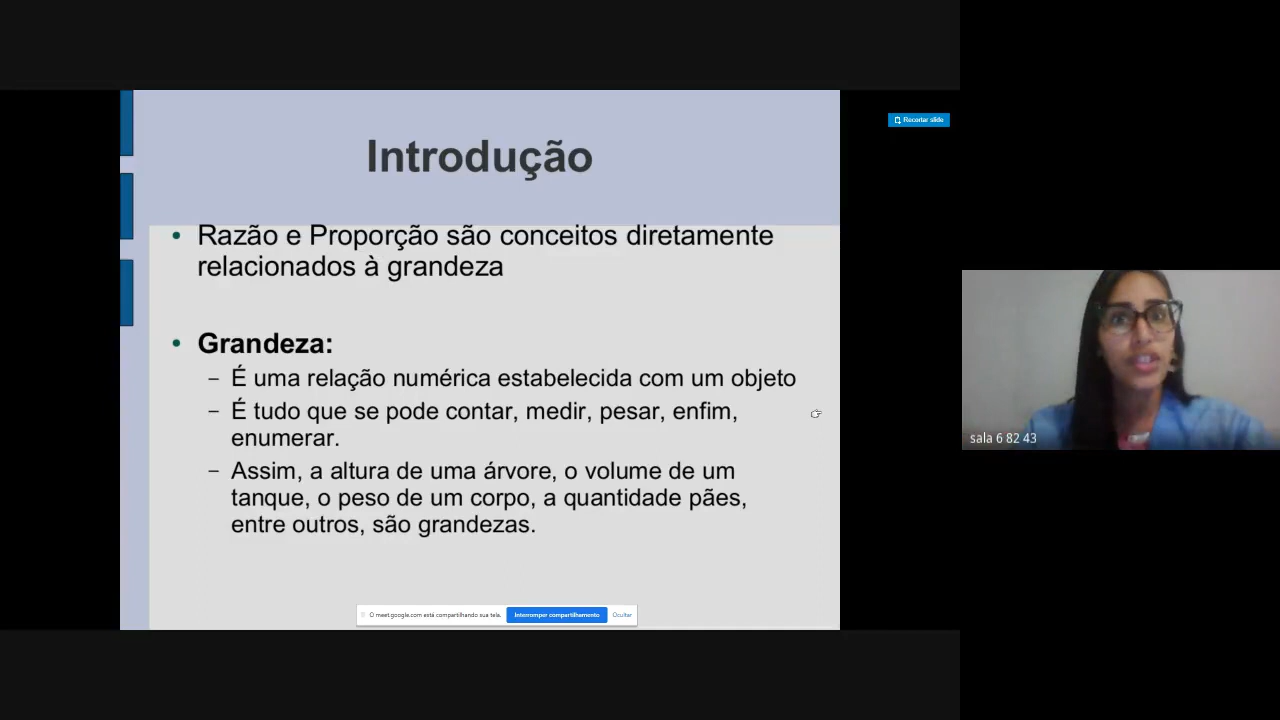 Recortar slide
Introdução
• Razão e Proporção são conceitos diretamente
relacionados à grandeza
• Grandeza:
– É uma relação numérica estabelecida com um objeto
– É tudo que se pode contar, medir, pesar, enfim,
enumerar.
– Assim, a altura de uma árvore, o volume de um
tanque, o peso de um corpo, a quantidade pães,
entre outros, são grandezas.
sala 6 82 43
O meet.google.com está compartilhando sua tela. Interromper compartilhamento Ocultar